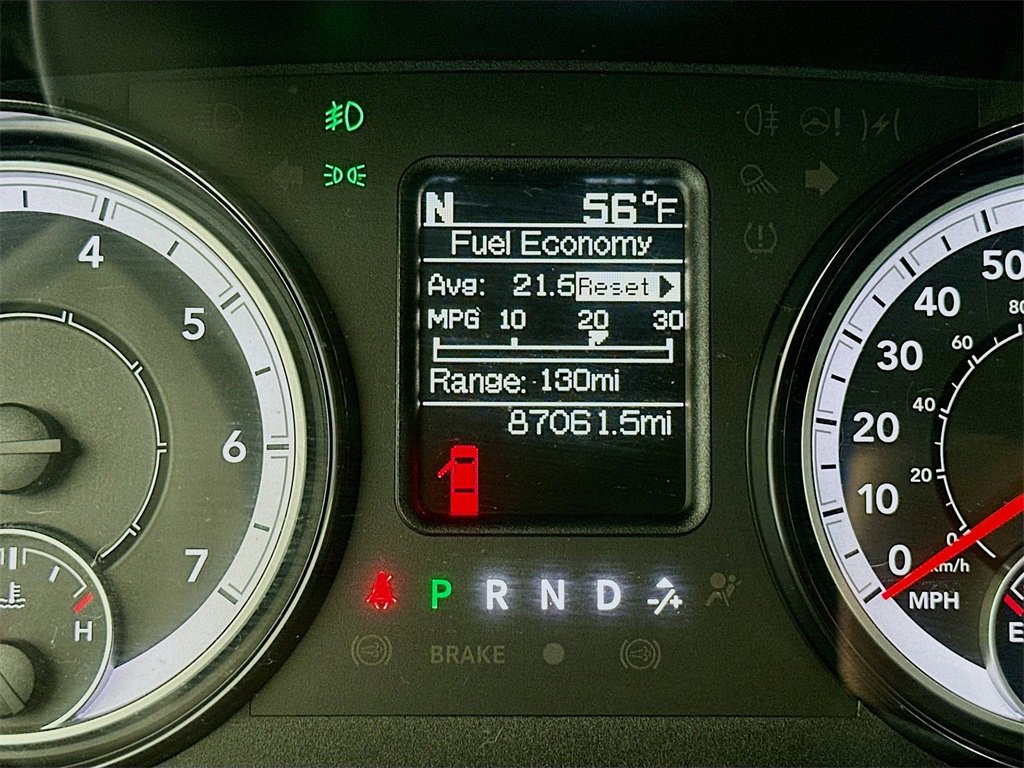 N 56°F
Fuel Economy
Avg: 21.5 Reset
MPG 10 20 30
Range: 130mi
87061.5mi
P R N D -/+
BRAKE
4
5
6
7
H
50
40
30
20
10
0
MPH
80
60
40
20
0
km/h
E